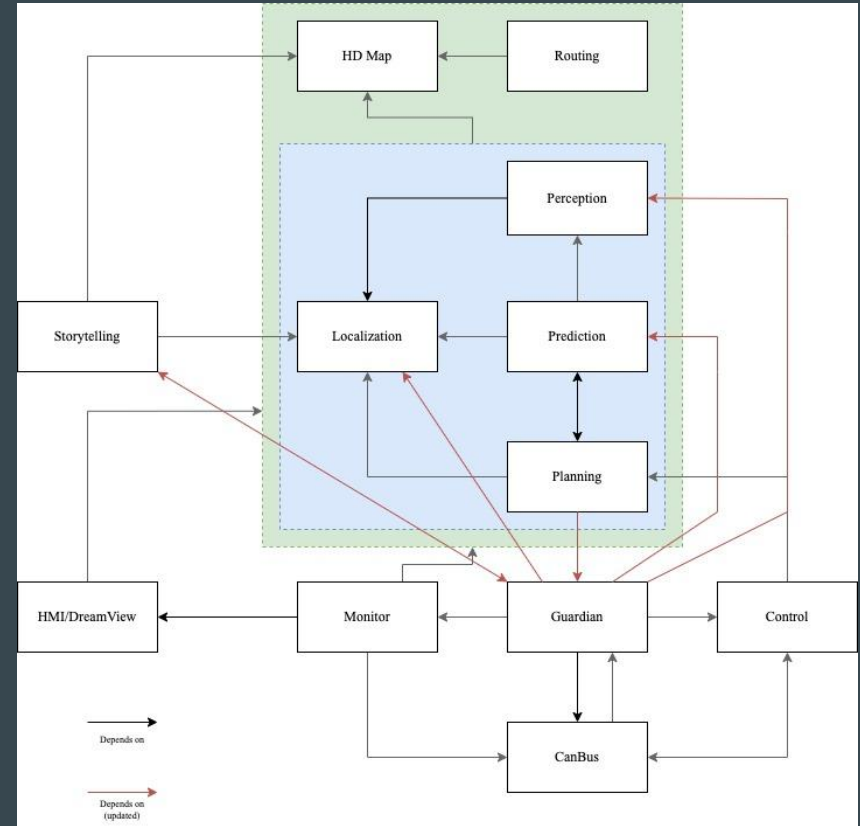 HD Map
Routing
Perception
Storytelling
Localization
Prediction
Planning
HMI/DreamView
Monitor
Guardian
Control
Depends on
CanBus
Depends on
(updated)